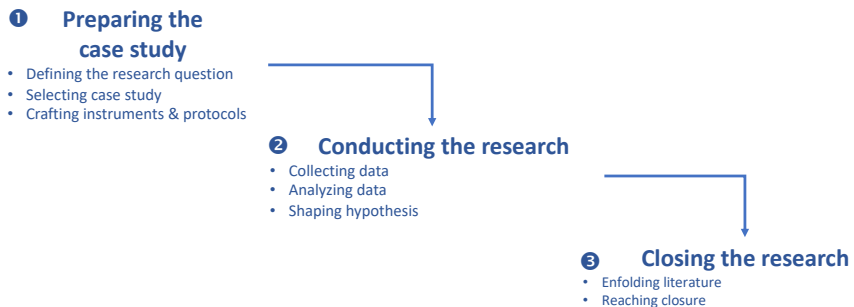 ❶ Preparing the
case study
• Defining the research question
• Selecting case study
• Crafting instruments & protocols
❷ Conducting the research
• Collecting data
• Analyzing data
• Shaping hypothesis
❸ Closing the research
• Enfolding literature
• Reaching closure